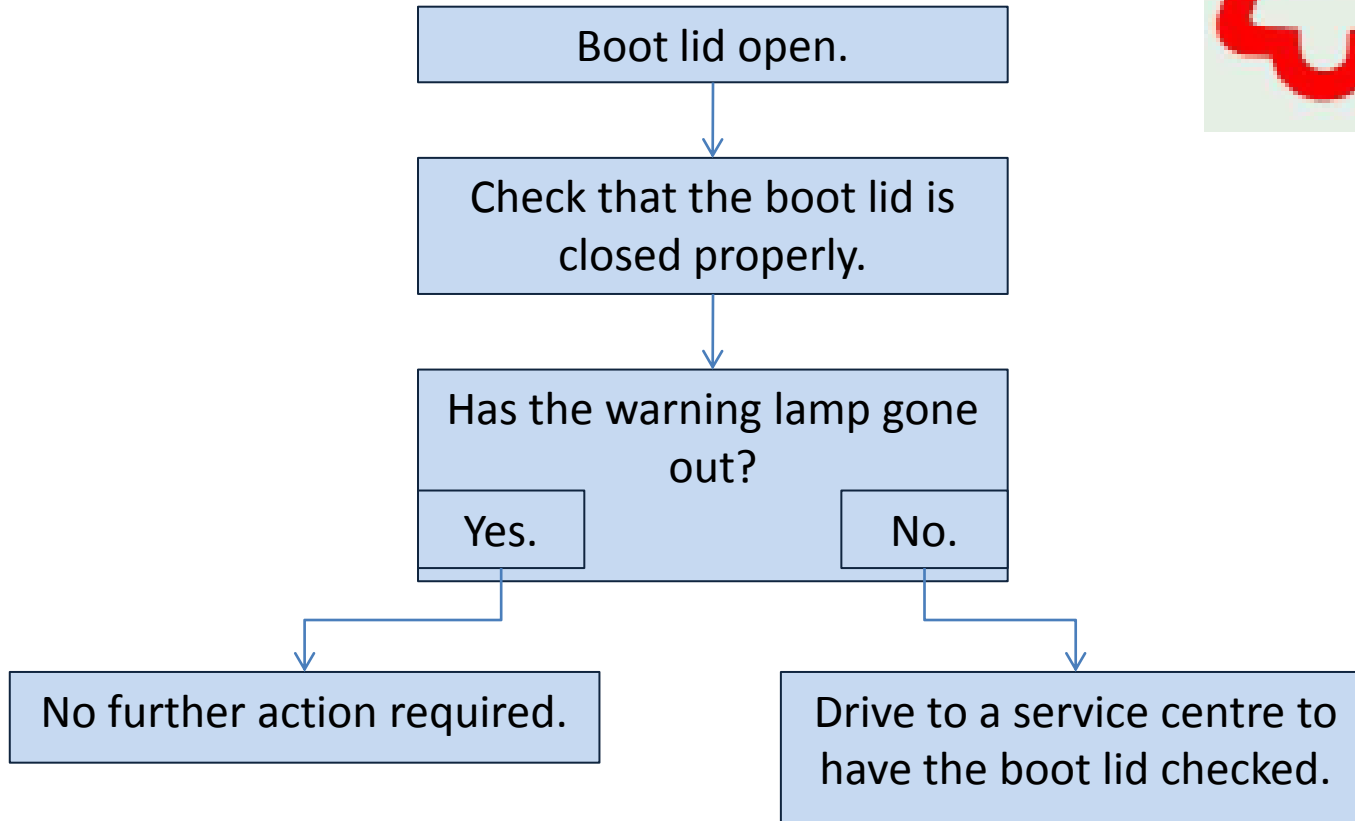 Boot lid open.
Check that the boot lid is
closed properly.
Has the warning lamp gone
out?
Yes.
No.
No further action required.
Drive to a service centre to
have the boot lid checked.